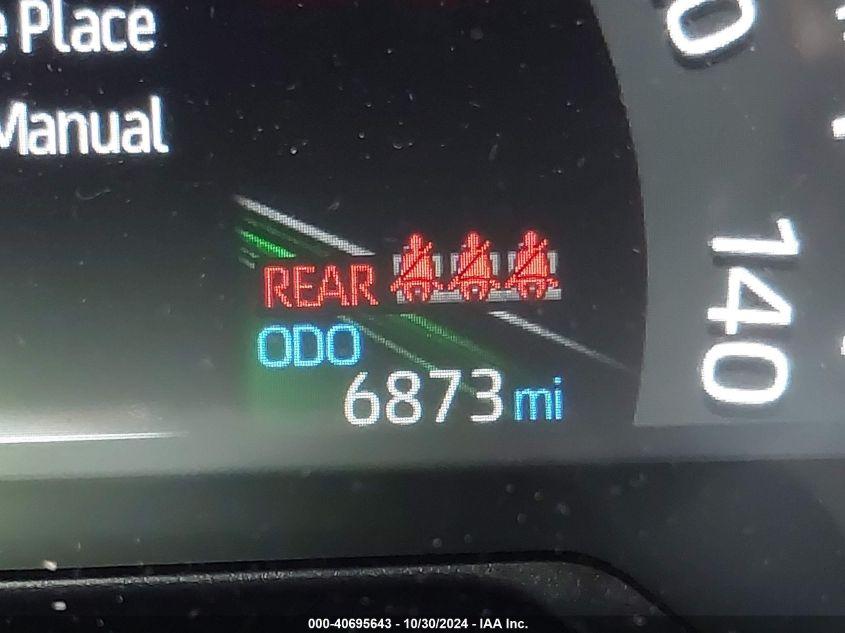 Place
Manual
REAR
ODO
6873 mi
140
000-40695643 - 10/30/2024 - IAA Inc.